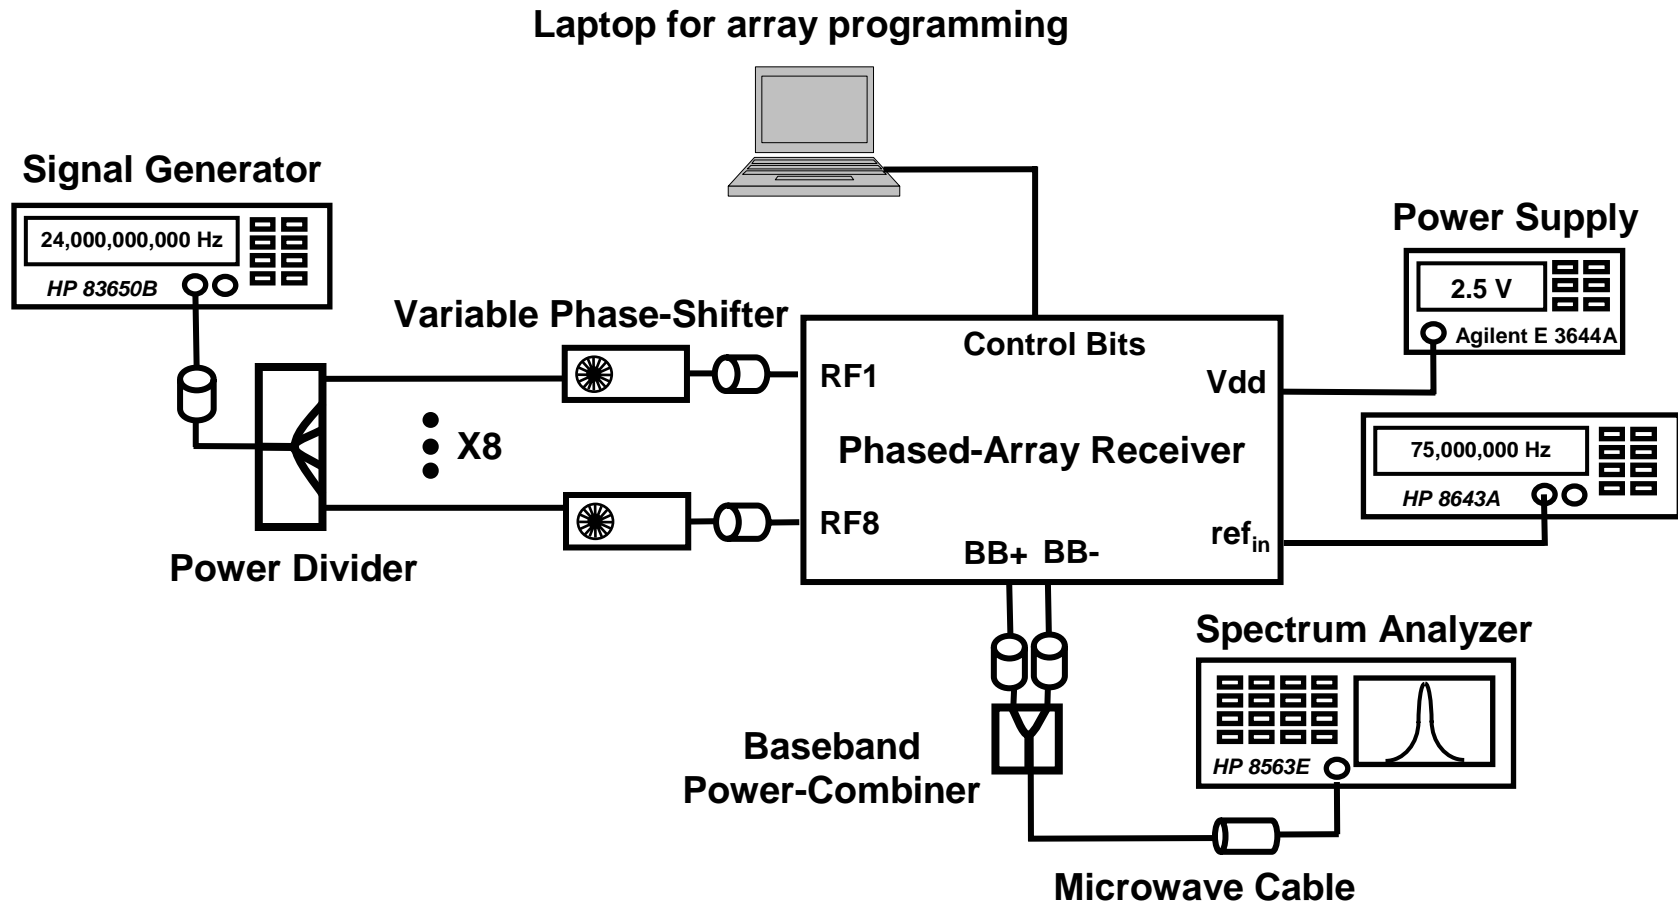 Laptop for array programming
Signal Generator
24,000,000,000 Hz
HP 83650B
Variable Phase-Shifter
X8
Power Divider
Control Bits
RF1
Vdd
Phased-Array Receiver
RF8
refin
BB+ BB-
Power Supply
2.5 V
Agilent E 3644A
75,000,000 Hz
HP 8643A
Spectrum Analyzer
HP 8563E
Baseband
Power-Combiner
Microwave Cable